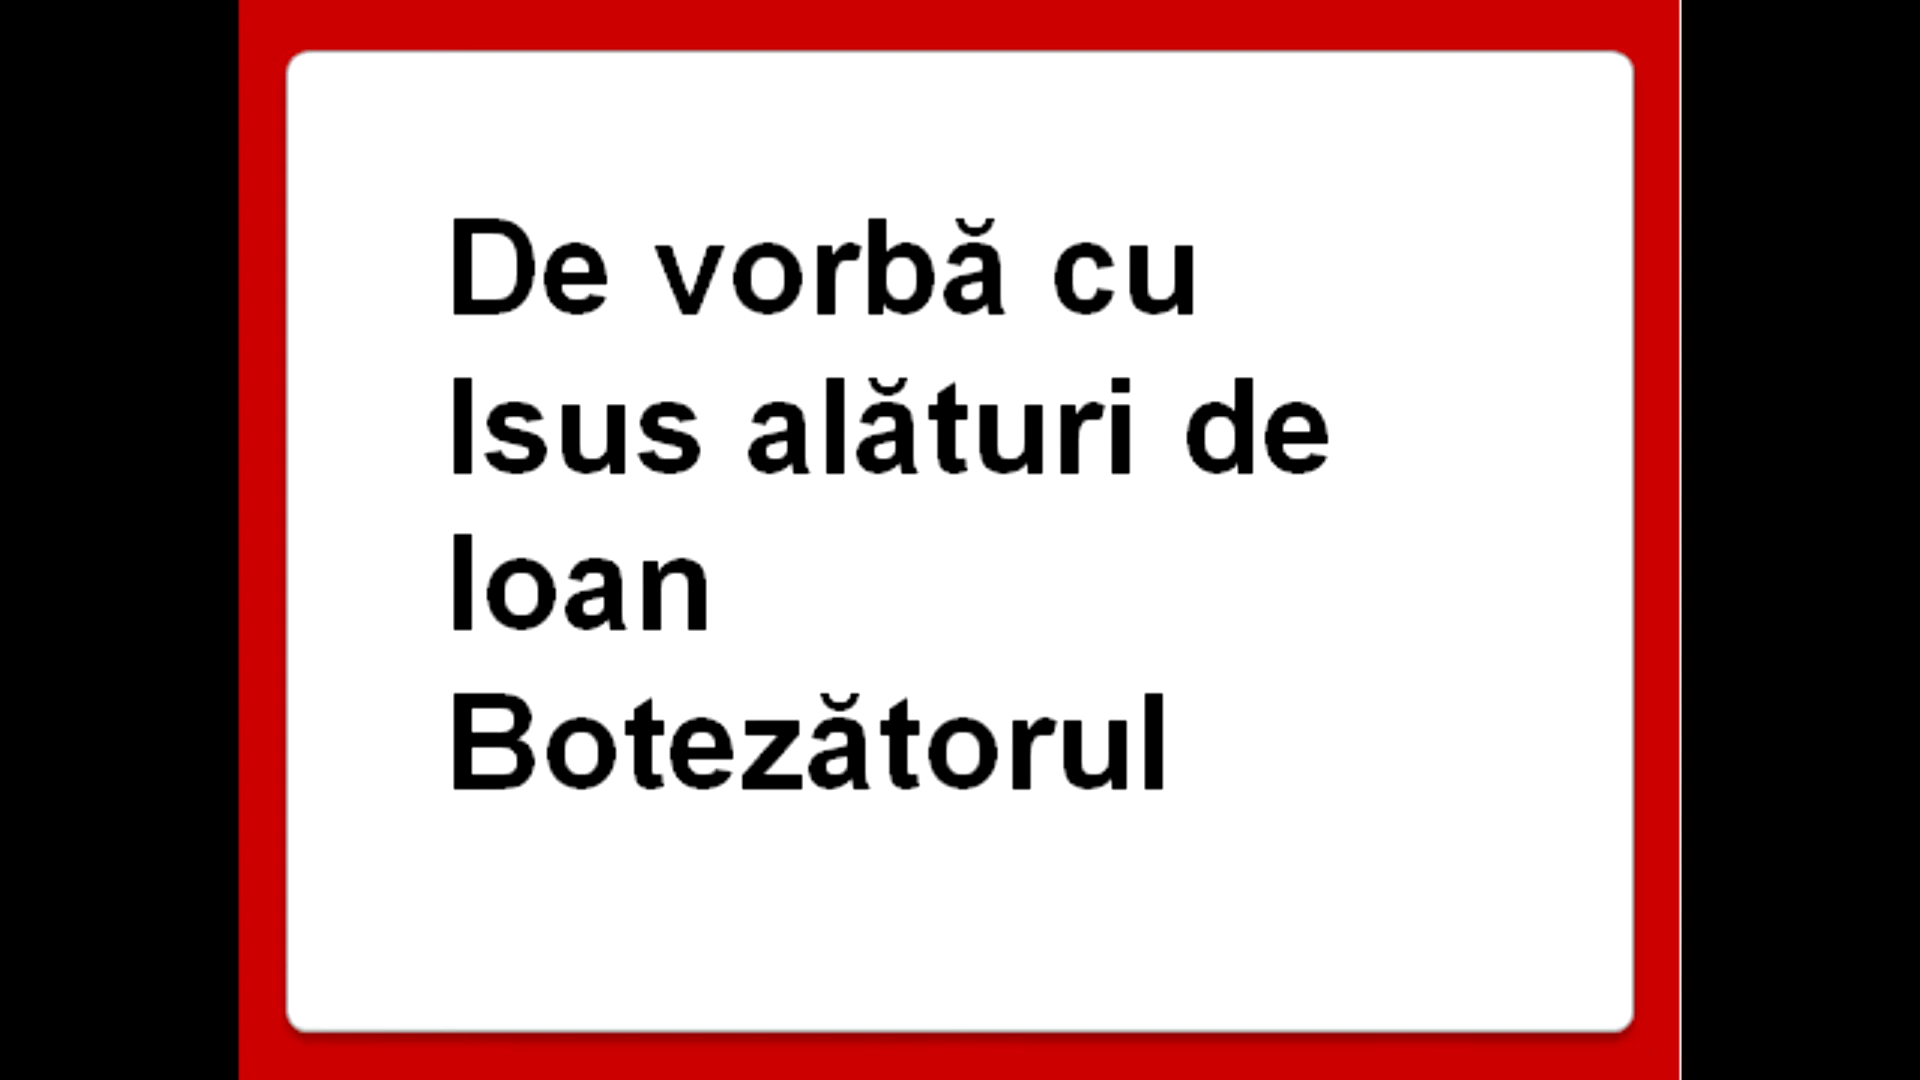 De vorbă cu
Isus alături de
Ioan
Botezătorul